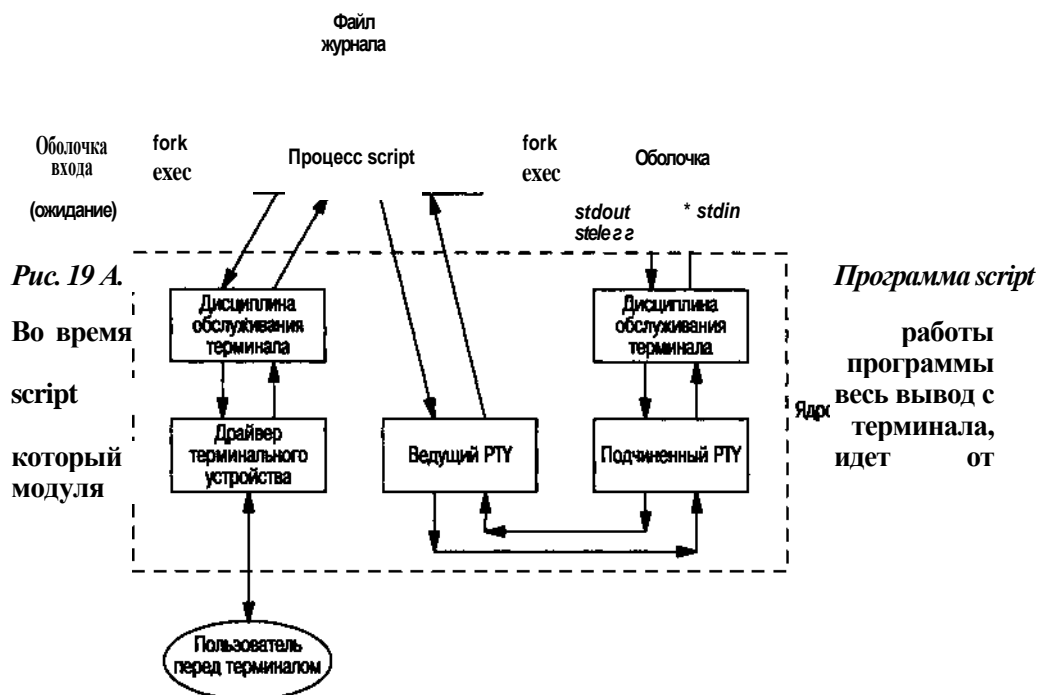 Файл
журнала
Оболочка
входа
(ожидание)
fork
exec
Процесс script
fork
exec
Оболочка
stdout
stele г г
* stdin
Рис. 19 А.
Программа script
Дисциплина
обслуживания
терминала
Дисциплина
обслуживания
терминала
Во время
работы
программы
script
весь вывод с
Ядро
терминала,
который
идет от
модуля
Драйвер
терминального
устройства
Ведущий PTY
Подчиненный PTY
Пользователь
перед терминалом